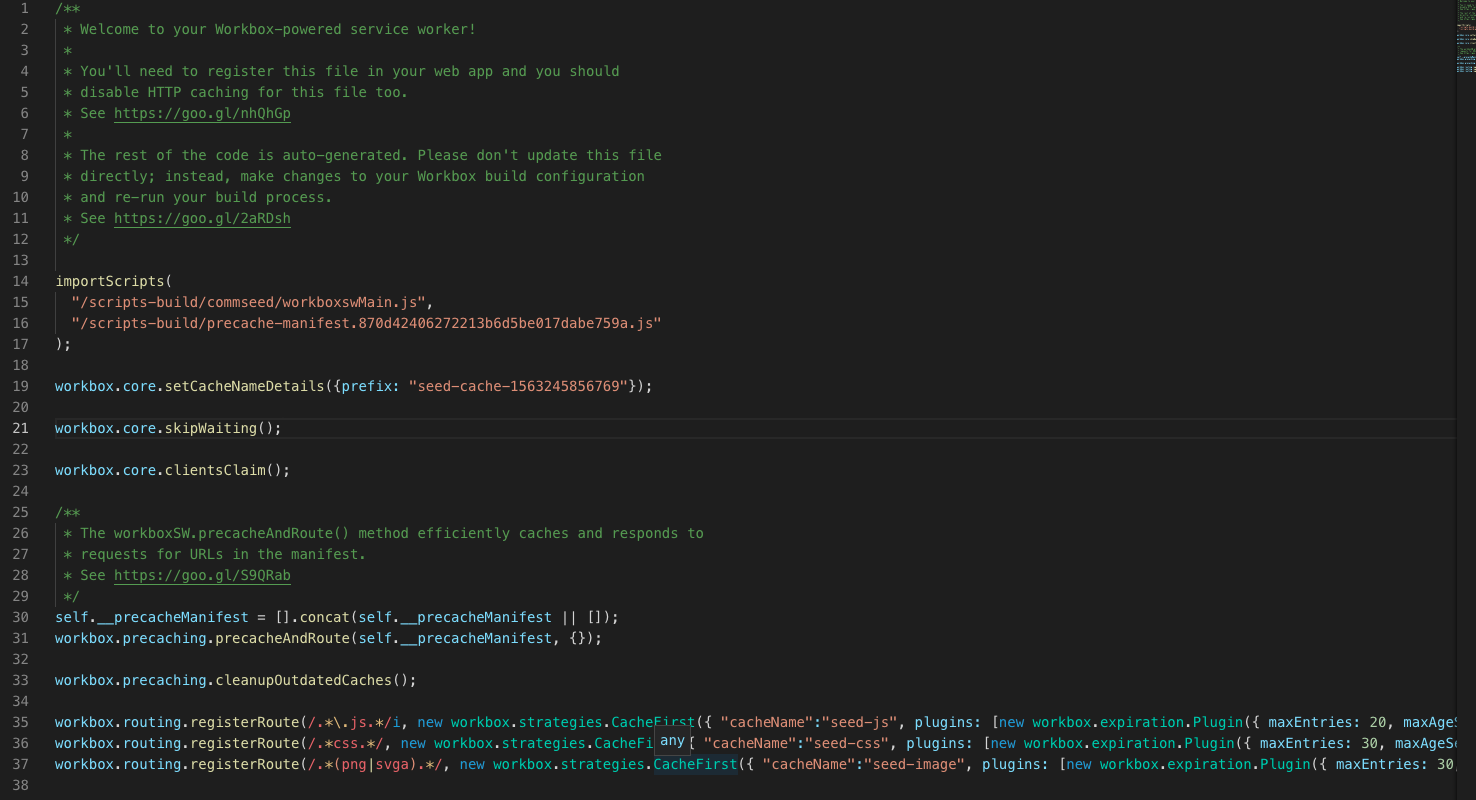 1 /**
2  * Welcome to your Workbox-powered service worker!
3  *
4  * You'll need to register this file in your web app and you should
5  * disable HTTP caching for this file too.
6  * See https://goo.gl/nhQhGp
7  *
8  * The rest of the code is auto-generated. Please don't update this file
9  * directly; instead, make changes to your Workbox build configuration
10  * and re-run your build process.
11  * See https://goo.gl/2aRDsh
12  */
13
14 importScripts(
15   "/scripts-build/commseed/workboxswMain.js",
16   "/scripts-build/precache-manifest.870d42406272213b6d5be017dabe759a.js"
17 );
18
19 workbox.core.setCacheNameDetails({prefix: "seed-cache-1563245856769"});
20
21 workbox.core.skipWaiting();
22
23 workbox.core.clientsClaim();
24
25 /**
26  * The workboxSW.precacheAndRoute() method efficiently caches and responds to
27  * requests for URLs in the manifest.
28  * See https://goo.gl/S9QRab
29  */
30 self.__precacheManifest = [].concat(self.__precacheManifest || []);
31 workbox.precaching.precacheAndRoute(self.__precacheManifest, {});
32
33 workbox.precaching.cleanupOutdatedCaches();
34
35 workbox.routing.registerRoute(/.*\.js.*/i, new workbox.strategies.CacheFirst({ "cacheName":"seed-js", plugins: [new workbox.expiration.Plugin({ maxEntries: 20, maxAgeS
36 workbox.routing.registerRoute(/.*css.*/, new workbox.strategies.CacheFi any { "cacheName":"seed-css", plugins: [new workbox.expiration.Plugin({ maxEntries: 30, maxAgeSe
37 workbox.routing.registerRoute(/.*(png|svga).*/, new workbox.strategies.CacheFirst({ "cacheName":"seed-image", plugins: [new workbox.expiration.Plugin({ maxEntries: 30,
38